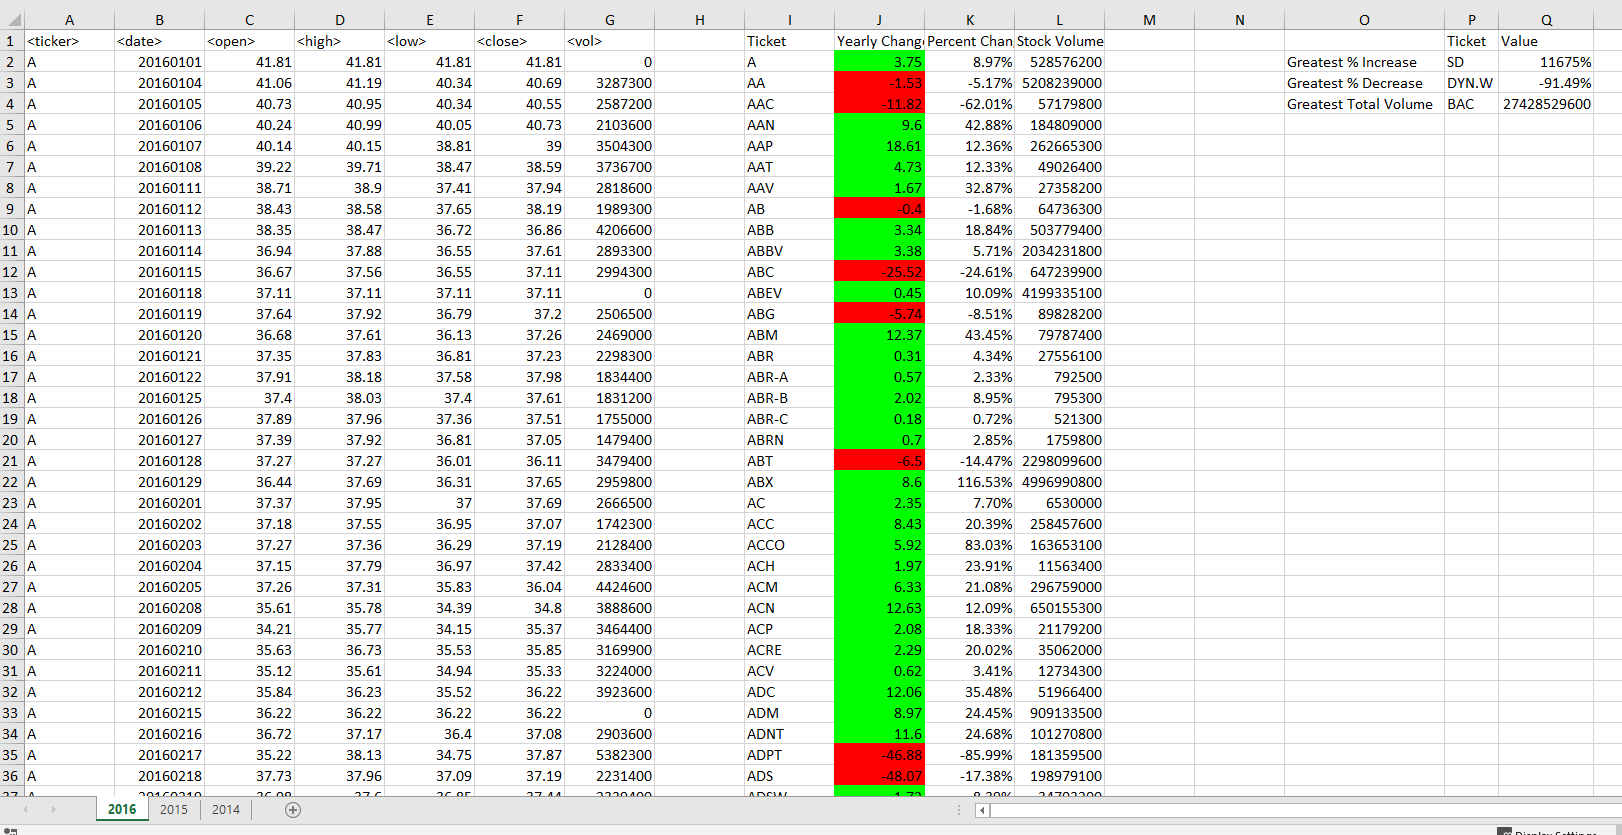 A B C D E F G H I J K L M N O P Q
1 <ticker> <date> <open> <high> <low> <close> <vol> Ticket Yearly Chang Percent Chan Stock Volume Ticket Value
2 A 20160101 41.81 41.81 41.81 41.81 0 A 3.75 8.97% 528576200 Greatest % Increase SD 11675%
3 A 20160104 41.06 41.19 40.34 40.69 3287300 AA -1.53 -5.17% 5208239000 Greatest % Decrease DYN.W -91.49%
4 A 20160105 40.73 40.95 40.34 40.55 2587200 AAC -11.82 -62.01% 57179800 Greatest Total Volume BAC 27428529600
5 A 20160106 40.24 40.99 40.05 40.73 2103600 AAN 9.6 42.88% 184809000
6 A 20160107 40.14 40.15 38.81 39 3504300 AAP 18.61 12.36% 262665300
7 A 20160108 39.22 39.71 38.47 38.59 3736700 AAT 4.73 12.33% 49026400
8 A 20160111 38.71 38.9 37.41 37.94 2818600 AAV 1.67 32.87% 27358200
9 A 20160112 38.43 38.58 37.65 38.19 1989300 AB -0.4 -1.68% 64736300
10 A 20160113 38.35 38.47 36.72 36.86 4206600 ABB 3.34 18.84% 503779400
11 A 20160114 36.94 37.88 36.55 37.61 2893300 ABBV 3.38 5.71% 2034231800
12 A 20160115 36.67 37.56 36.55 37.11 2994300 ABC -25.52 -24.61% 647239900
13 A 20160118 37.11 37.11 37.11 37.11 0 ABEV 0.45 10.09% 4199335100
14 A 20160119 37.64 37.92 36.79 37.2 2506500 ABG -5.74 -8.51% 89828200
15 A 20160120 36.68 37.61 36.13 37.26 2469000 ABM 12.37 43.45% 79787400
16 A 20160121 37.35 37.83 36.81 37.23 2298300 ABR 0.31 4.34% 27556100
17 A 20160122 37.91 38.18 37.58 37.98 1834400 ABR-A 0.57 2.33% 792500
18 A 20160125 37.4 38.03 37.4 37.61 1831200 ABR-B 2.02 8.95% 795300
19 A 20160126 37.89 37.96 37.36 37.51 1755000 ABR-C 0.18 0.72% 521300
20 A 20160127 37.39 37.92 36.81 37.05 1479400 ABRN 0.7 2.85% 1759800
21 A 20160128 37.27 37.27 36.01 36.11 3479400 ABT -6.5 -14.47% 2298099600
22 A 20160129 36.44 37.69 36.31 37.65 2959800 ABX 8.6 116.53% 4996990800
23 A 20160201 37.37 37.95 37 37.69 2666500 AC 2.35 7.70% 6530000
24 A 20160202 37.18 37.55 36.95 37.07 1742300 ACC 8.43 20.39% 258457600
25 A 20160203 37.27 37.36 36.29 37.19 2128400 ACCO 5.92 83.03% 163653100
26 A 20160204 37.15 37.79 36.97 37.42 2833400 ACH 1.97 23.91% 11563400
27 A 20160205 37.26 37.31 35.83 36.04 4424600 ACM 6.33 21.08% 296759000
28 A 20160208 35.61 35.78 34.39 34.8 3888600 ACN 12.63 12.09% 650155300
29 A 20160209 34.21 35.77 34.15 35.37 3464400 ACP 2.08 18.33% 21179200
30 A 20160210 35.63 36.73 35.53 35.85 3169900 ACRE 2.29 20.02% 35062000
31 A 20160211 35.12 35.61 34.94 35.33 3224000 ACV 0.62 3.41% 12734300
32 A 20160212 35.84 36.23 35.52 36.22 3923600 ADC 12.06 35.48% 51966400
33 A 20160215 36.22 36.22 36.22 36.22 0 ADM 8.97 24.45% 909133500
34 A 20160216 36.72 37.17 36.4 37.08 2903600 ADNT 11.6 24.68% 101270800
35 A 20160217 35.22 38.13 34.75 37.87 5382300 ADPT -46.88 -85.99% 181359500
36 A 20160218 37.73 37.96 37.09 37.19 2231400 ADS -48.07 -17.38% 198979100
2016 2015 2014